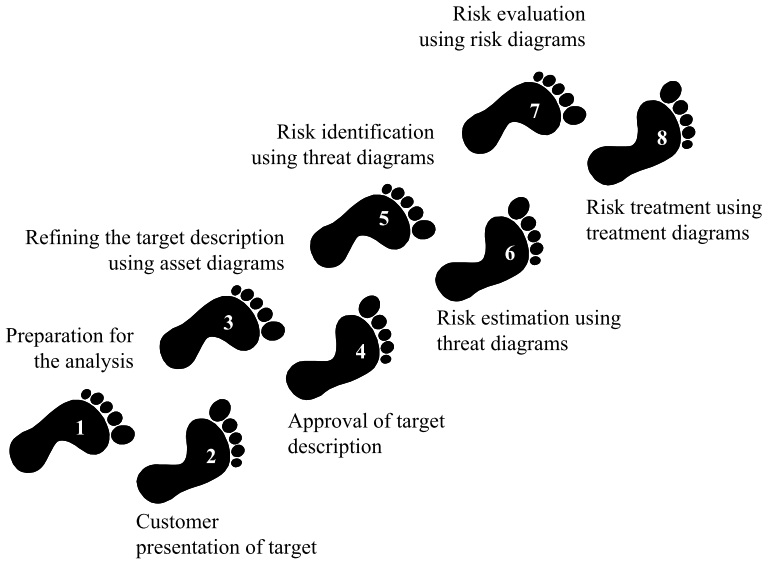 Risk evaluation
using risk diagrams
7
8
Risk identification
using threat diagrams
Risk treatment using
treatment diagrams
5
6
Refining the target description
using asset diagrams
Risk estimation using
threat diagrams
3
4
Preparation for
the analysis
Approval of target
description
1
2
Customer
presentation of target